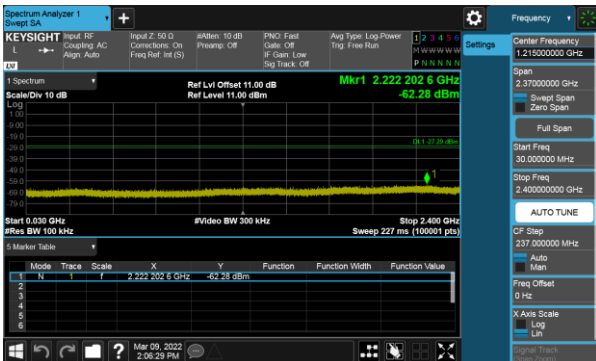 Spectrum Analyzer 1
Swept SA
Frequency
KEYSIGHT
Input: RF
Coupling: AC
Align: Auto
Input Z: 50 Ω
Corrections: On
Freq Ref: Int (S)
#Atten: 10 dB
Preamp: Off
PNO: Fast
Gate: Off
IF Gain: Low
Sig Track: Off
Avg Type: Log-Power
Trig: Free Run
1 2 3 4 5 6
M W W W W W
P N N N N N
L
Settings
Center Frequency
1.215000000 GHz
Span
2.37000000 GHz
Swept Span
Zero Span
Full Span
Start Freq
30.000000 MHz
Stop Freq
2.400000000 GHz
AUTO TUNE
CF Step
237.000000 MHz
Auto
Man
Freq Offset
0 Hz
X Axis Scale
Log
Lin
Signal Track
(Span Zoom)
1 Spectrum
Scale/Div 10 dB
Ref Lvl Offset 11.00 dB
Ref Level 11.00 dBm
Mkr1 2.222 202 6 GHz
-62.28 dBm
Log
1.00
-9.00
-19.0
-29.0
-39.0
-49.0
-59.0
-69.0
-79.0
DL1 -27.29 dBm
1
Start 0.030 GHz
#Res BW 100 kHz
#Video BW 300 kHz
Stop 2.400 GHz
Sweep 227 ms (100001 pts)
5 Marker Table
Mode Trace Scale X Y Function Function Width Function Value
1 N 1 f 2.222 202 6 GHz -62.28 dBm
2
3
4
5
6
?
Mar 09, 2022
2:06:29 PM